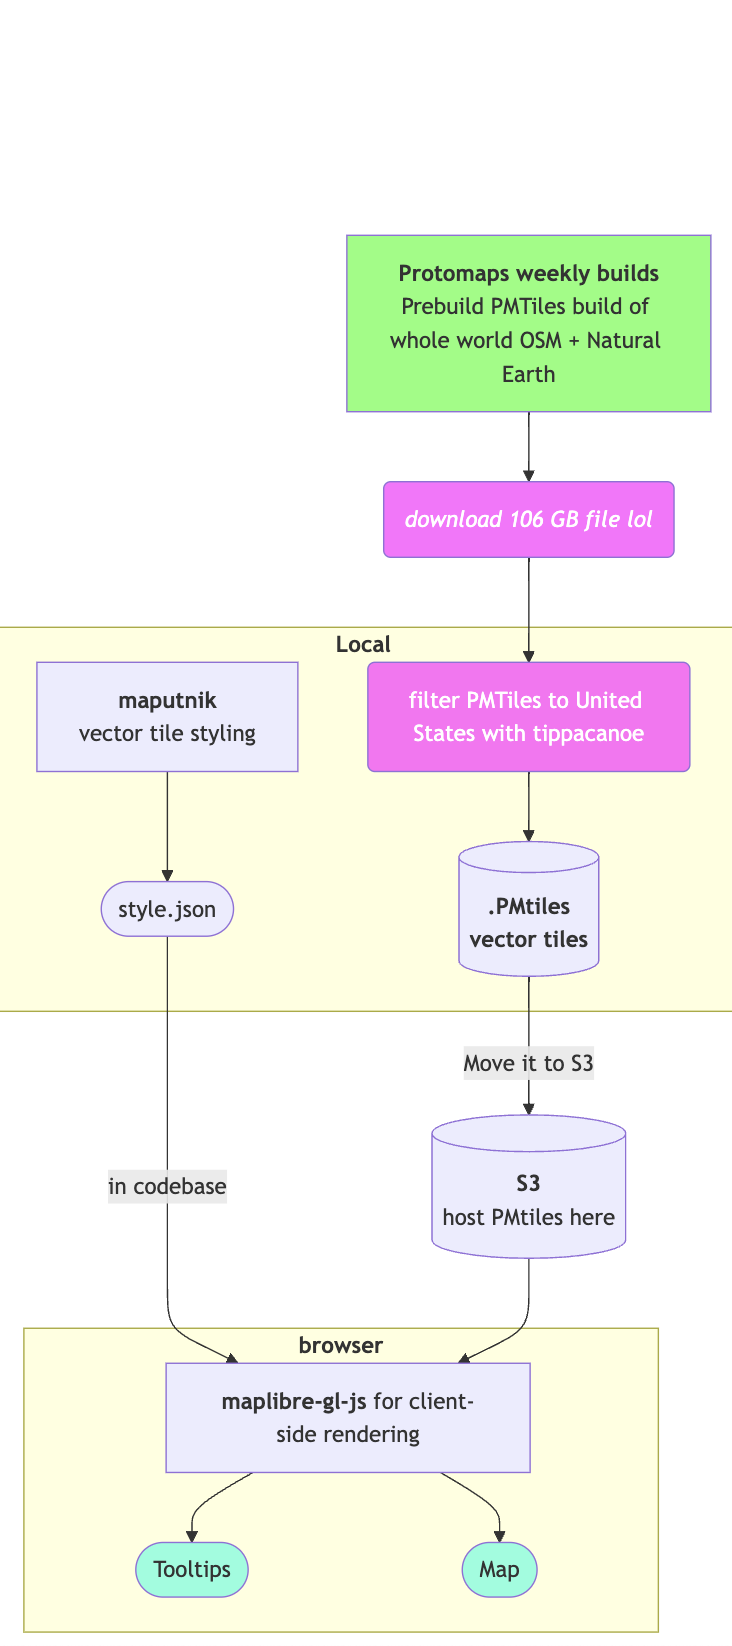 Protomaps weekly builds
Prebuild PMTiles build of
whole world OSM + Natural
Earth
download 106 GB file lol
Local
maputnik
vector tile styling
filter PMTiles to United
States with tippacanoe
style.json
.PMtiles
vector tiles
Move it to S3
in codebase
S3
host PMtiles here
browser
maplibre-gl-js for client-
side rendering
Tooltips
Map